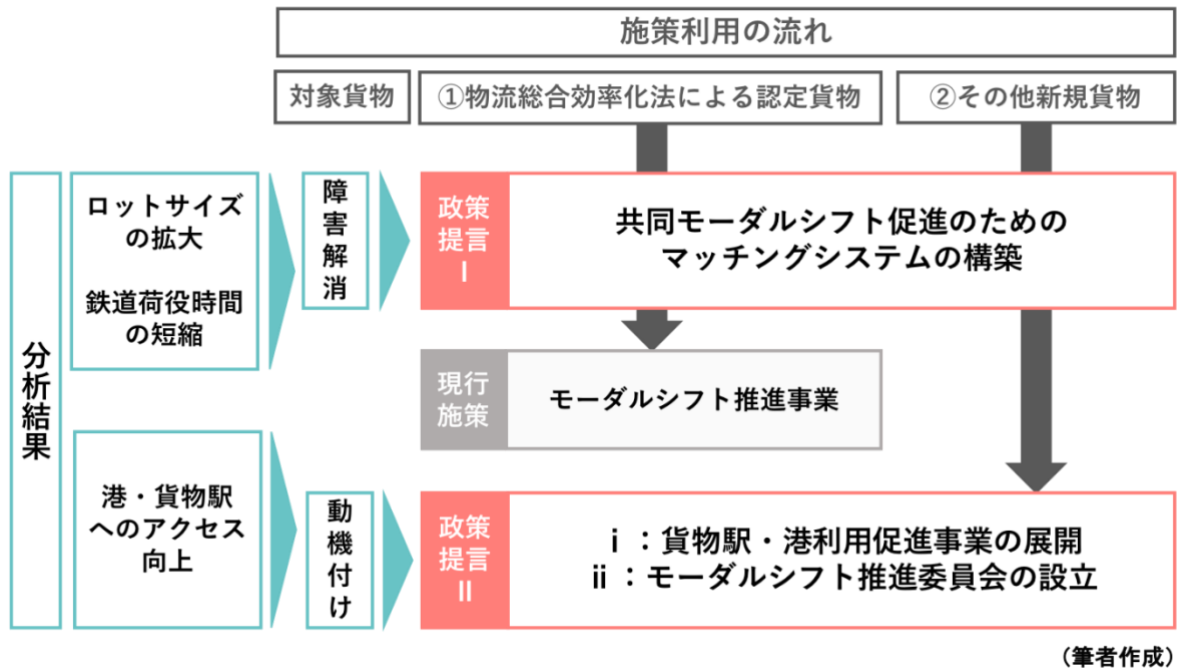 施策利用の流れ
対象貨物
①物流総合効率化法による認定貨物
②その他新規貨物
分析結果
ロットサイズ
の拡大
鉄道荷役時間
の短縮
障害解消
政策
提言
I
共同モーダルシフト促進のための
マッチングシステムの構築
現行
施策
モーダルシフト推進事業
港・貨物駅
へのアクセス
向上
動機付け
政策
提言
II
i ：貨物駅・港利用促進事業の展開
ii ：モーダルシフト推進委員会の設立
（筆者作成）